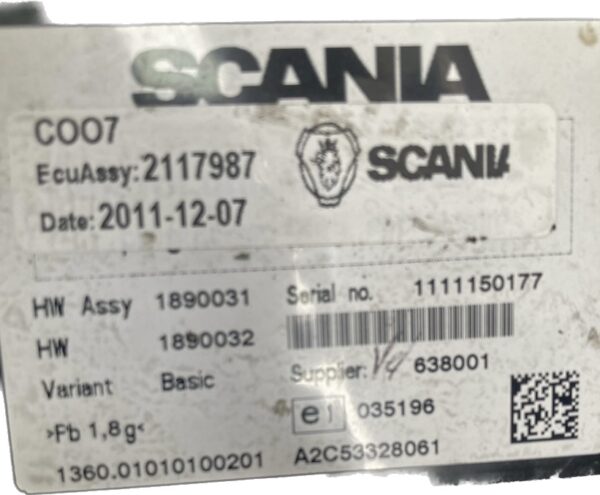 SCANIA
COO7
EcuAssy: 2117987
SCANIA
Date: 2011-12-07
HW Assy 1890031 Serial no. 1111150177
HW 1890032
Variant Basic Supplier: V4 638001
>Pb 1,8g< e1 035196
1360.01010100201 A2C53328061